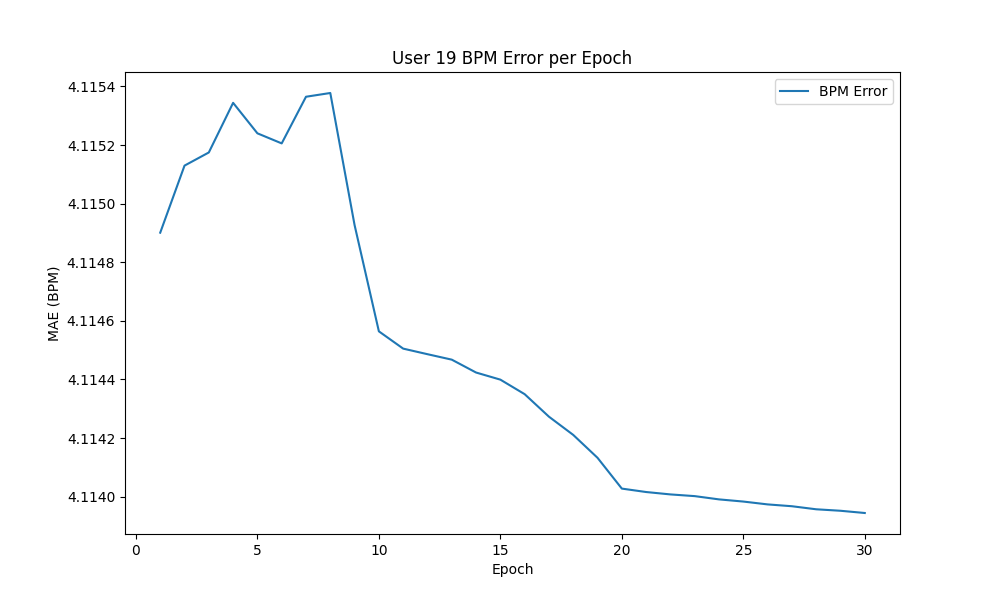 User 19 BPM Error per Epoch
BPM Error
MAE (BPM)
4.1154
4.1152
4.1150
4.1148
4.1146
4.1144
4.1142
4.1140
0 5 10 15 20 25 30
Epoch